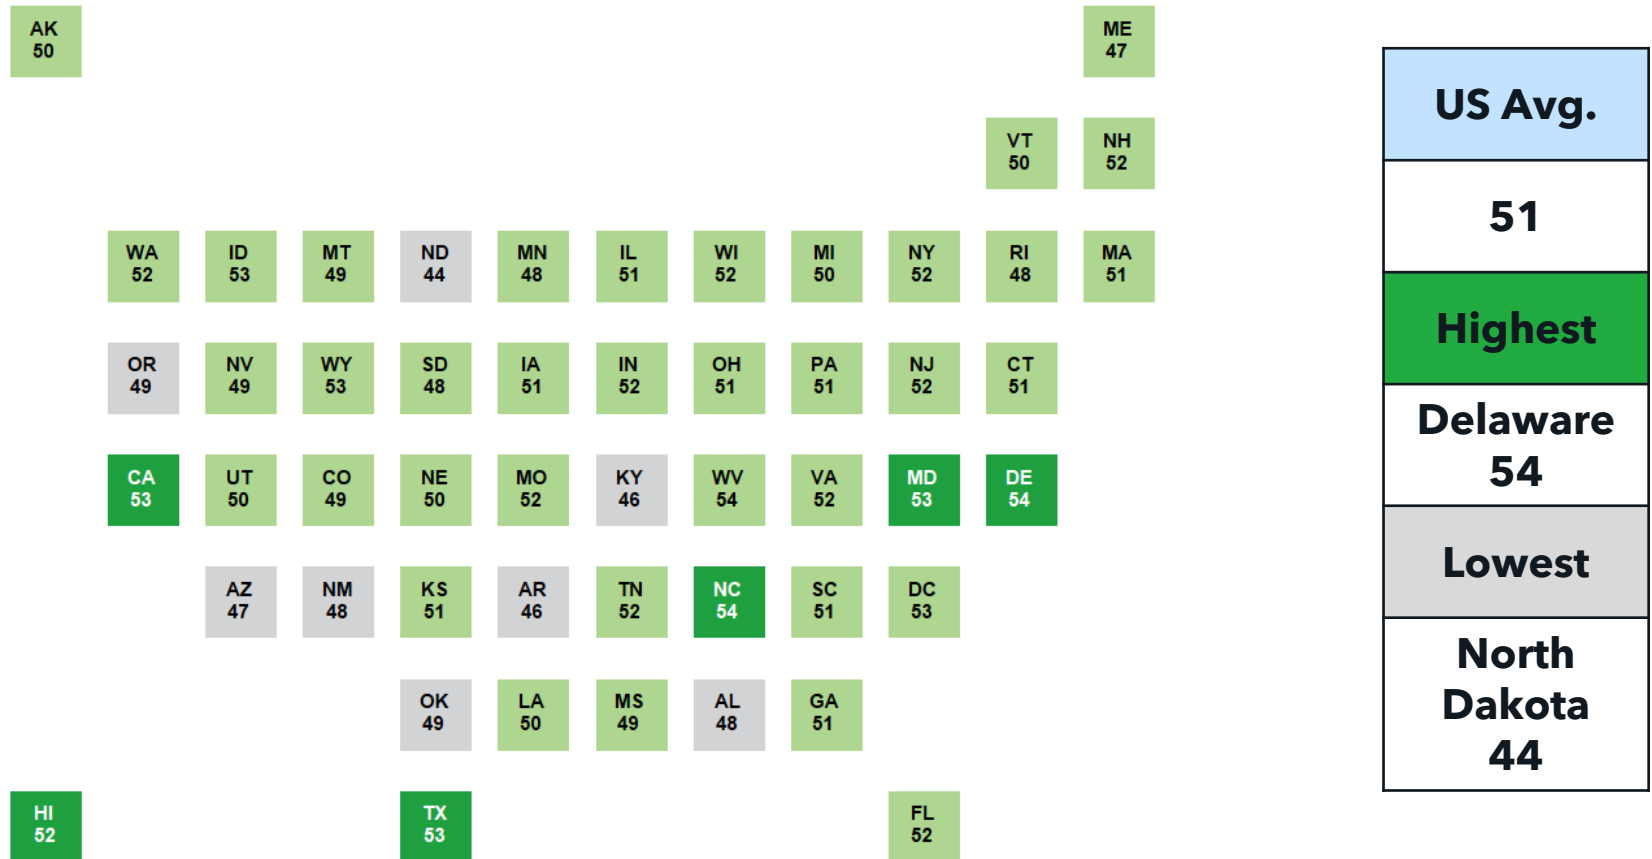 AK
50
ME
47
VT
50
NH
52
WA
52
ID
53
MT
49
ND
44
MN
48
IL
51
WI
52
MI
50
NY
52
RI
48
MA
51
OR
49
NV
49
WY
53
SD
48
IA
51
IN
52
OH
51
PA
51
NJ
52
CT
51
CA
53
UT
50
CO
49
NE
50
MO
52
KY
46
WV
54
VA
52
MD
53
DE
54
AZ
47
NM
48
KS
51
AR
46
TN
52
NC
54
SC
51
DC
53
OK
49
LA
50
MS
49
AL
48
GA
51
HI
52
TX
53
FL
52
US Avg.
51
Highest
Delaware
54
Lowest
North
Dakota
44